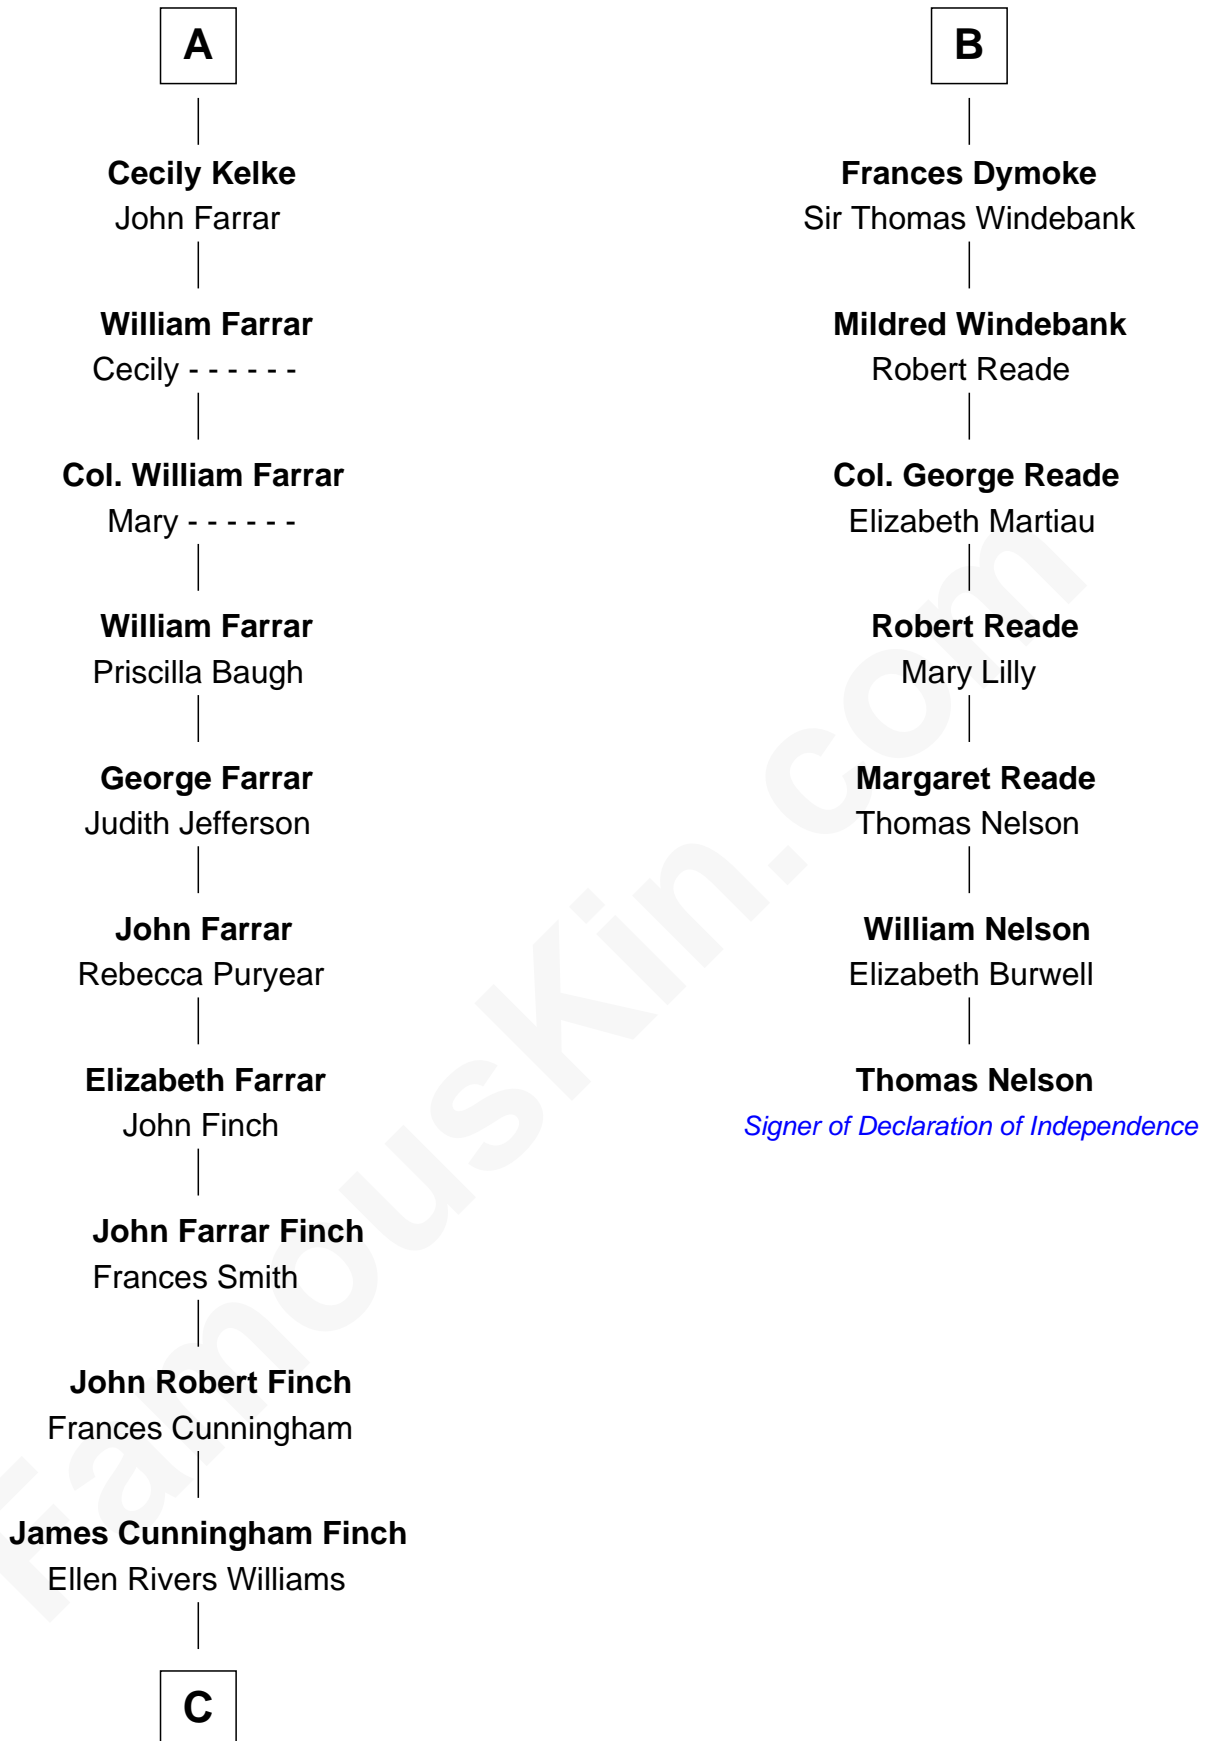 A
Cecily Kelke
John Farrar
William Farrar
Cecily - - - - - -
Col. William Farrar
Mary - - - - - -
William Farrar
Priscilla Baugh
George Farrar
Judith Jefferson
John Farrar
Rebecca Puryear
Elizabeth Farrar
John Finch
John Farrar Finch
Frances Smith
John Robert Finch
Frances Cunningham
James Cunningham Finch
Ellen Rivers Williams
C
B
Frances Dymoke
Sir Thomas Windebank
Mildred Windebank
Robert Reade
Col. George Reade
Elizabeth Martiau
Robert Reade
Mary Lilly
Margaret Reade
Thomas Nelson
William Nelson
Elizabeth Burwell
Thomas Nelson
Signer of Declaration of Independence
FamousKin.com